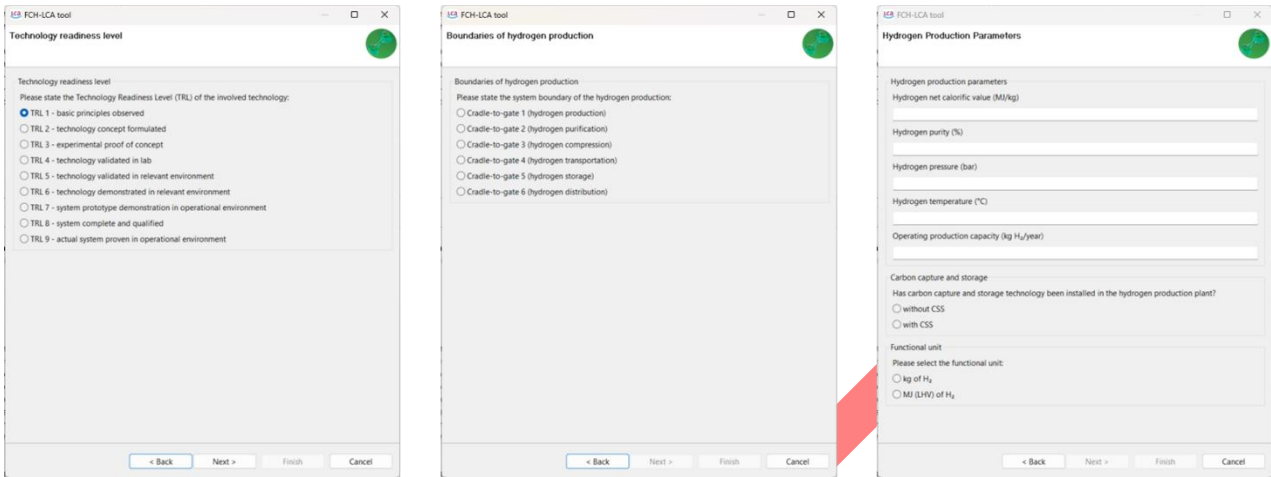 FCH-LCA tool
Technology readiness level
Technology readiness level
Please state the Technology Readiness Level (TRL) of the involved technology:
TRL 1 - basic principles observed
TRL 2 - technology concept formulated
TRL 3 - experimental proof of concept
TRL 4 - technology validated in lab
TRL 5 - technology validated in relevant environment
TRL 6 - technology demonstrated in relevant environment
TRL 7 - system prototype demonstration in operational environment
TRL 8 - system complete and qualified
TRL 9 - actual system proven in operational environment
< Back Next > Finish Cancel
FCH-LCA tool
Boundaries of hydrogen production
Boundaries of hydrogen production
Please state the system boundary of the hydrogen production:
Cradle-to-gate 1 (hydrogen production)
Cradle-to-gate 2 (hydrogen purification)
Cradle-to-gate 3 (hydrogen compression)
Cradle-to-gate 4 (hydrogen transportation)
Cradle-to-gate 5 (hydrogen storage)
Cradle-to-gate 6 (hydrogen distribution)
< Back Next > Finish Cancel
FCH-LCA tool
Hydrogen Production Parameters
Hydrogen production parameters
Hydrogen net calorific value (MJ/kg)
Hydrogen purity (%)
Hydrogen pressure (bar)
Hydrogen temperature (°C)
Operating production capacity (kg H₂/year)
Carbon capture and storage
Has carbon capture and storage technology been installed in the hydrogen production plant?
without CSS
with CSS
Functional unit
Please select the functional unit:
kg of H₂
MJ (LHV) of H₂
< Back Next > Finish Cancel